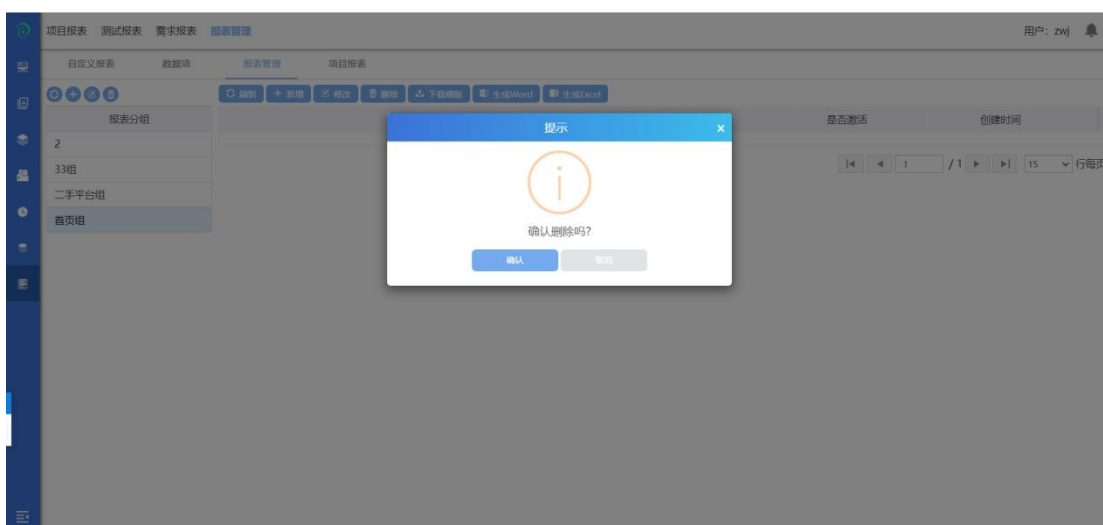 项目报表 测试报表 需求报表 报表管理 用户：zwj
自定义报表 数据项 报表管理 项目报表
刷新 新增 修改 删除 下载模版 生成Word 生成Excel
报表分组 是否激活 创建时间
提示 x
2
33组
二手平台组
首页组
1 / 1 15 行每页
确认删除吗?
确认 取消